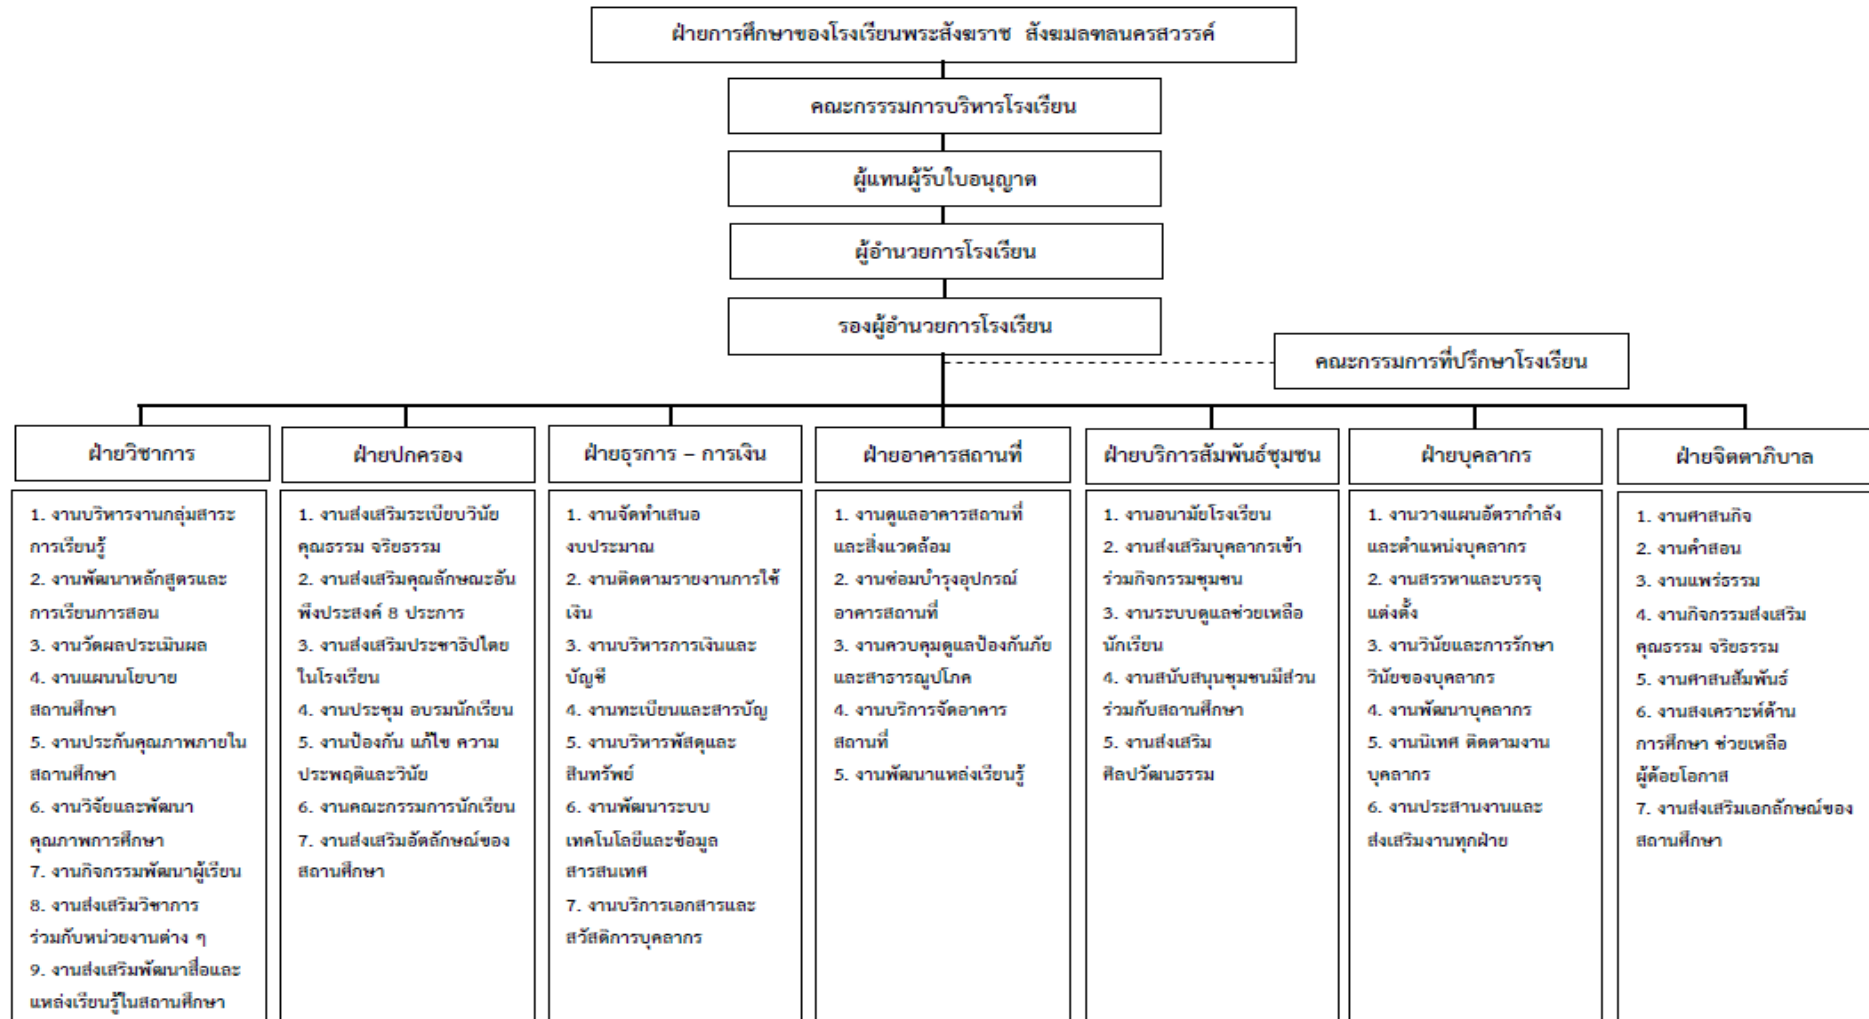 ฝ่ายการศึกษาของโรงเรียนพระสังฆราช สังฆมลฑลนครสวรรค์
คณะกรรรมการบริหารโรงเรียน
ผู้แทนผู้รับใบอนุญาต
ผู้อำนวยการโรงเรียน
รองผู้อำนวยการโรงเรียน
คณะกรรมการที่ปรึกษาโรงเรียน
ฝ่ายวิชาการ
1. งานบริหารงานกลุ่มสาระ
การเรียนรู้
2. งานพัฒนาหลักสูตรและ
การเรียนการสอน
3. งานวัดผลประเมินผล
4. งานแผนนโยบาย
สถานศึกษา
5. งานประกันคุณภาพภายใน
สถานศึกษา
6. งานวิจัยและพัฒนา
คุณภาพการศึกษา
7. งานกิจกรรมพัฒนาผู้เรียน
8. งานส่งเสริมวิชาการ
ร่วมกับหน่วยงานต่าง ๆ
9. งานส่งเสริมพัฒนาสื่อและ
แหล่งเรียนรู้ในสถานศึกษา
ฝ่ายปกครอง
1. งานส่งเสริมระเบียบวินัย
คุณธรรม จริยธรรม
2. งานส่งเสริมคุณลักษณะอัน
พึงประสงค์ 8 ประการ
3. งานส่งเสริมประชาธิปไตย
ในโรงเรียน
4. งานประชุม อบรมนักเรียน
5. งานป้องกัน แก้ไข ความ
ประพฤติและวินัย
6. งานคณะกรรมการนักเรียน
7. งานส่งเสริมอัตลักษณ์ของ
สถานศึกษา
ฝ่ายธุรการ – การเงิน
1. งานจัดทำเสนอ
งบประมาณ
2. งานติดตามรายงานการใช้
เงิน
3. งานบริหารการเงินและ
บัญชี
4. งานทะเบียนและสารบัญ
5. งานบริหารพัสดุและ
สินทรัพย์
6. งานพัฒนาระบบ
เทคโนโลยีและข้อมูล
สารสนเทศ
7. งานบริการเอกสารและ
สวัสดิการบุคลากร
ฝ่ายอาคารสถานที่
1. งานดูแลอาคารสถานที่
และสิ่งแวดล้อม
2. งานซ่อมบำรุงอุปกรณ์
อาคารสถานที่
3. งานควบคุมดูแลป้องกันภัย
และสาธารณูปโภค
4. งานบริการจัดอาคาร
สถานที่
5. งานพัฒนาแหล่งเรียนรู้
ฝ่ายบริการสัมพันธ์ชุมชน
1. งานอนามัยโรงเรียน
2. งานส่งเสริมบุคลากรเข้า
ร่วมกิจกรรมชุมชน
3. งานระบบดูแลช่วยเหลือ
นักเรียน
4. งานสนับสนุนชุมชนมีส่วน
ร่วมกับสถานศึกษา
5. งานส่งเสริม
ศิลปวัฒนธรรม
ฝ่ายบุคลากร
1. งานวางแผนอัตรากำลัง
และตำแหน่งบุคลากร
2. งานสรรหาและบรรจุ
แต่งตั้ง
3. งานวินัยและการรักษา
วินัยของบุคลากร
4. งานพัฒนาบุคลากร
5. งานนิเทศ ติดตามงาน
บุคลากร
6. งานประสานงานและ
ส่งเสริมงานทุกฝ่าย
ฝ่ายจิตตาภิบาล
1. งานศาสนกิจ
2. งานคำสอน
3. งานแพร่ธรรม
4. งานกิจกรรมส่งเสริม
คุณธรรม จริยธรรม
5. งานศาสนสัมพันธ์
6. งานสงเคราะห์ด้าน
การศึกษา ช่วยเหลือ
ผู้ด้อยโอกาส
7. งานส่งเสริมเอกลักษณ์ของ
สถานศึกษา